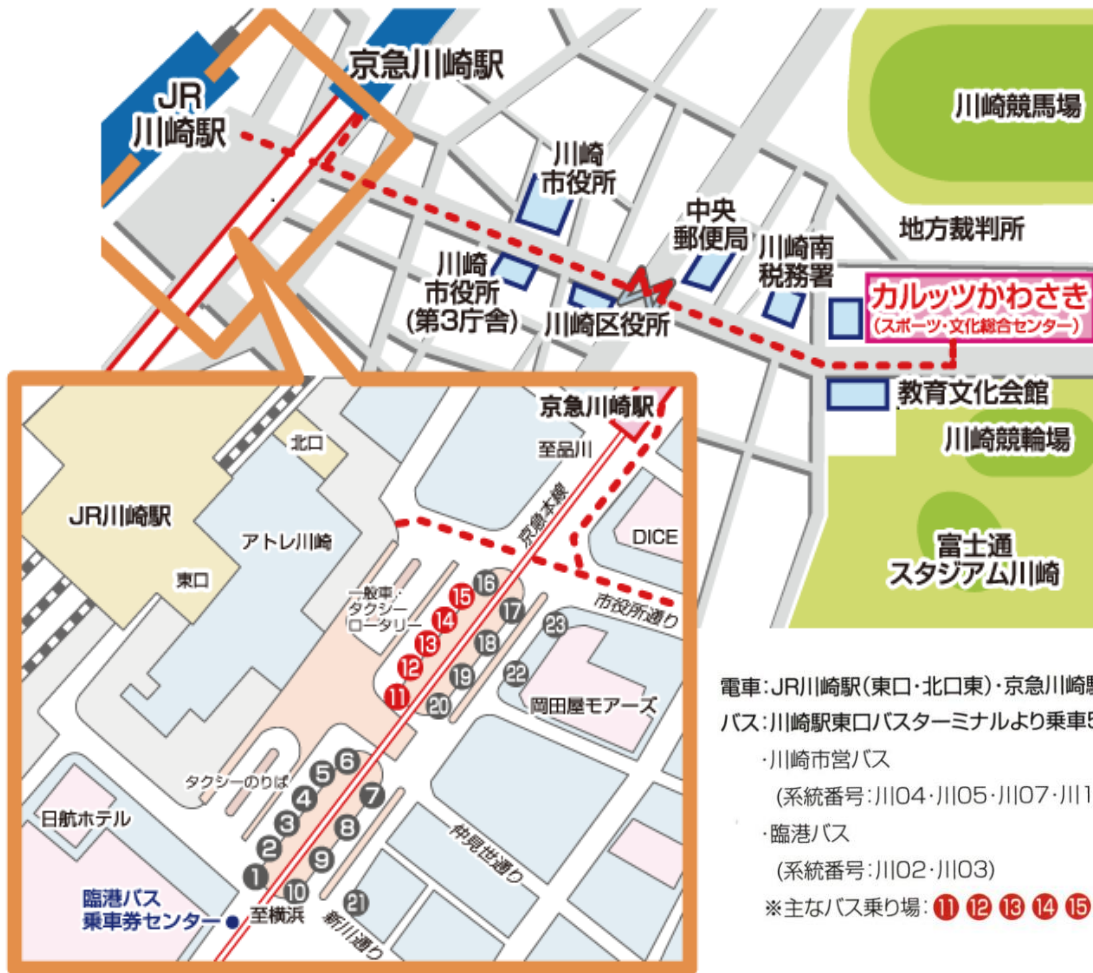 京急川崎駅
JR
川崎駅
川崎競馬場
川崎
市役所
中央
郵便局
地方裁判所
川崎南
税務署
川崎
市役所
(第3庁舎)
川崎区役所
カルッツかわさき
(スポーツ・文化総合センター)
教育文化会館
川崎競輪場
富士通
スタジアム川崎
京急川崎駅
至品川
北口
京急本線
JR川崎駅
アトレ川崎
DICE
東口
一般車・
タクシー
ロータリー
市役所通り
16
15
17
14
23
13
18
12
22
19
11
20
岡田屋モアーズ
タクシーのりば
6
5
7
4
3
8
日航ホテル
2
9
仲見世通り
1
10
21
臨港バス
乗車券センター
至横浜
新川通り
電車:JR川崎駅(東口・北口東)・京急川崎駅
バス:川崎駅東口バスターミナルより乗車5
・川崎市営バス
(系統番号:川04・川05・川07・川1
・臨港バス
(系統番号:川02・川03)
※主なバス乗り場:11 12 13 14 15